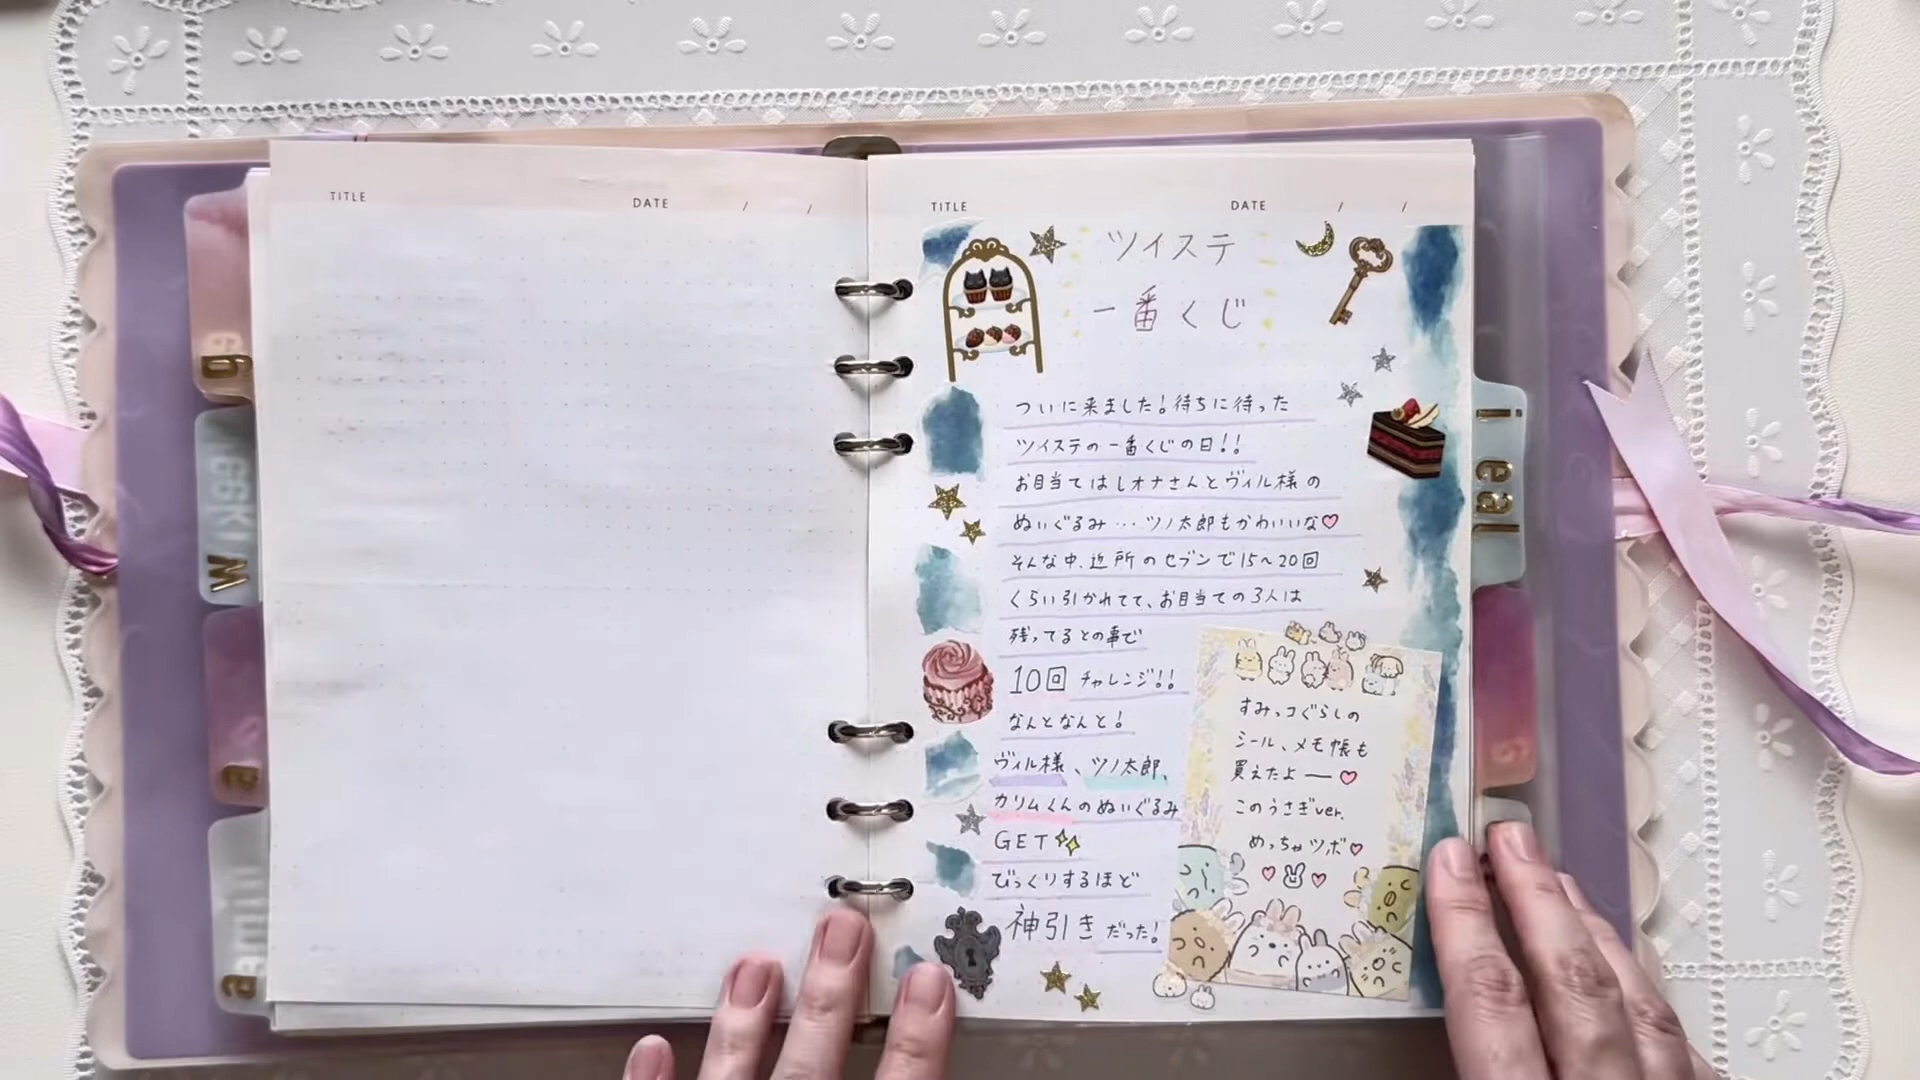 TITLE
DATE / /
TITLE
DATE / /
ツイステ
一番くじ
ついに来ました!待ちに待った
ツイステの一番くじの日!!
お目当てはレオナさんとヴィル様の
ぬいぐるみ…ツノ太郎もかわいいな♡
そんな中、近所のセブンで15~20回
くらい引かれてて、お目当ての3人は
残ってるとの事で
10回 チャレンジ!!
なんとなんと!
ヴィル様、ツノ太郎、
カリムくんのぬいぐるみ
GET✨
びっくりするほど
神引きだった!
すみっコぐらしの
シール、メモ帳も
買えたよー♡
このうさぎver.
めっちゃツボ♡
i
eal
W
a
a